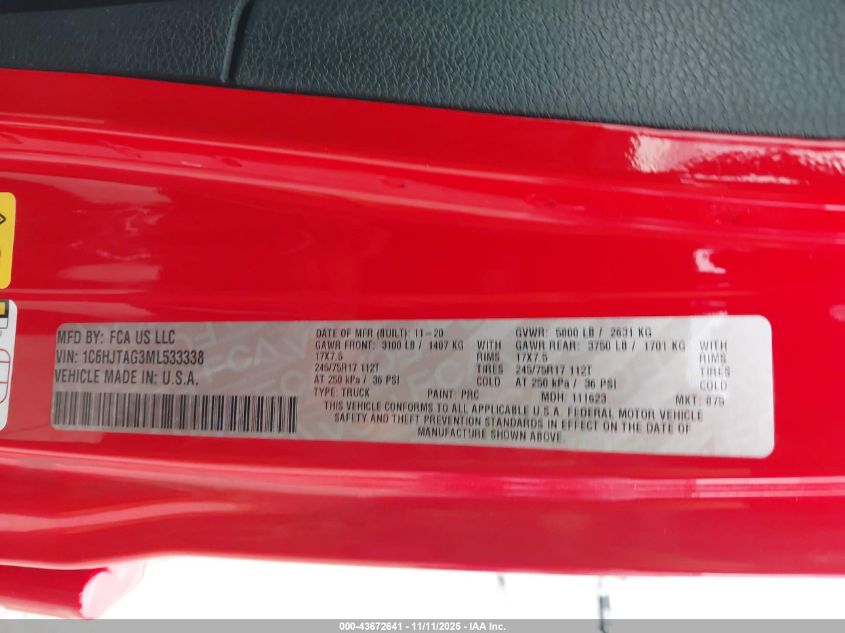 MFD BY: FCA US LLC
VIN: 1C6HJTAG3ML533338
VEHICLE MADE IN: U.S.A.
DATE OF MFR (BUILT): 11-20
GAWR FRONT: 3100 LB / 1407 KG WITH
17X7.5 RIMS
245/75R17 112T TIRES
AT 250 kPa / 36 PSI COLD
TYPE: TRUCK PAINT: PRC
GVWR: 5800 LB / 2631 KG
GAWR REAR: 3750 LB / 1701 KG WITH
17X7.5 RIMS
245/75R17 112T TIRES
AT 250 kPa / 36 PSI COLD
MDH: 111623 MKT: 875
THIS VEHICLE CONFORMS TO ALL APPLICABLE U.S.A. FEDERAL MOTOR VEHICLE
SAFETY AND THEFT PREVENTION STANDARDS IN EFFECT ON THE DATE OF
MANUFACTURE SHOWN ABOVE.
000-43672641 - 11/11/2025 - IAA Inc.